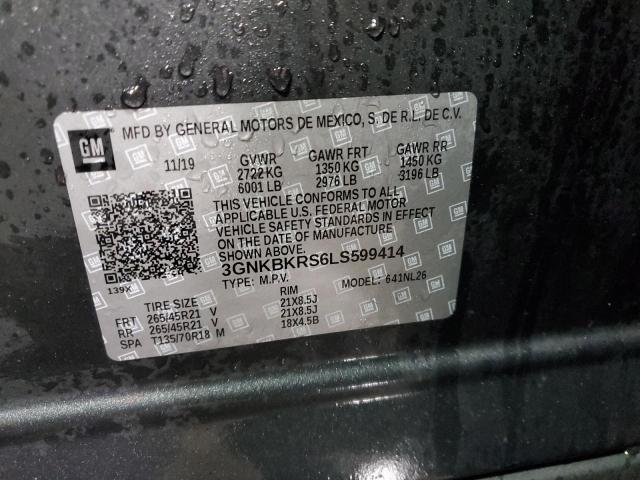 GM
MFD BY GENERAL MOTORS DE MEXICO, S. DE R.L. DE C.V.
11/19 GVWR GAWR FRT GAWR RR
2722 KG 1350 KG 1450 KG
6001 LB 2976 LB 3196 LB
THIS VEHICLE CONFORMS TO ALL
APPLICABLE U.S. FEDERAL MOTOR
VEHICLE SAFETY STANDARDS IN EFFECT
ON THE DATE OF MANUFACTURE
SHOWN ABOVE.
3GNKBKRS6LS599414
139X TYPE: M.P.V. MODEL: 641NL26
TIRE SIZE RIM
FRT 265/45R21 V 21X8.5J
RR 265/45R21 V 21X8.5J
SPA T135/70R18 M 18X4.5B